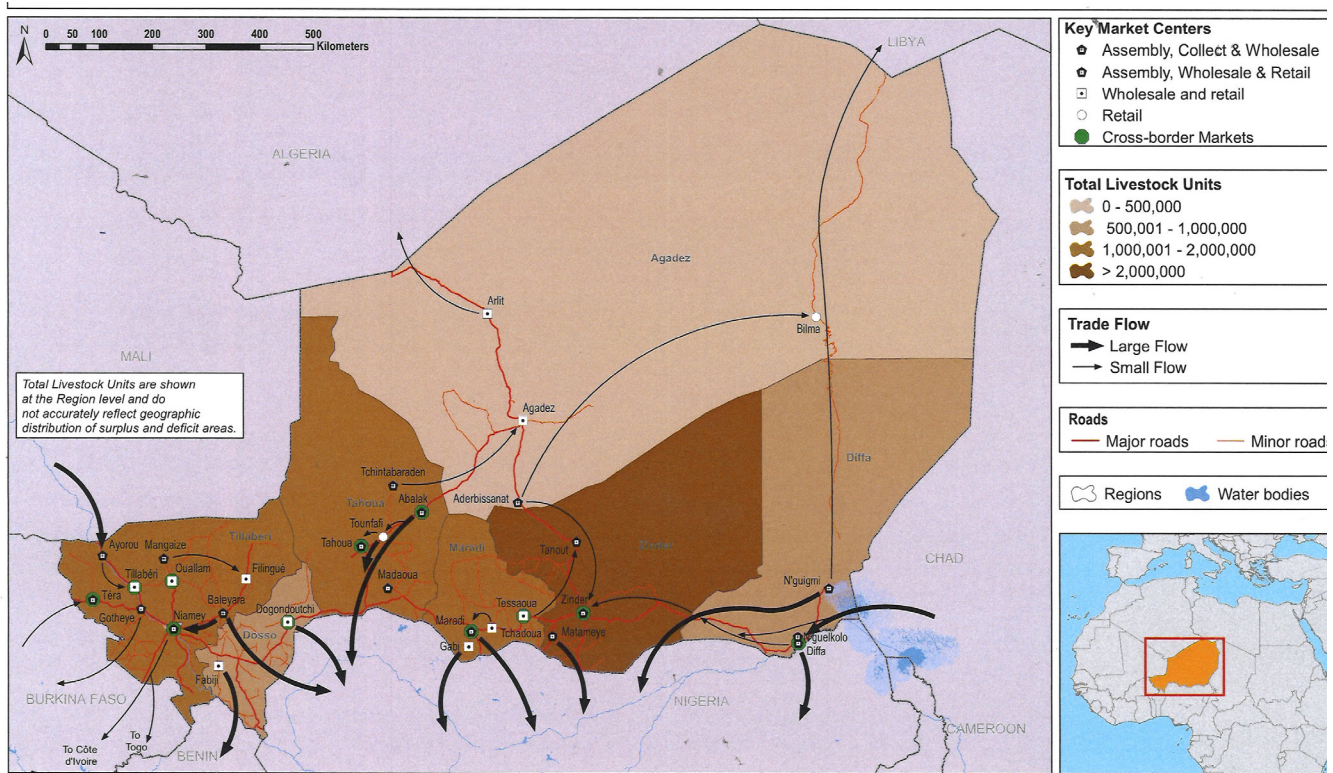 N
0 50 100 200 300 400 500
Kilometers
LIBYA
ALGERIA
Agadez
Arlit
Bilma
MALI
Total Livestock Units are shown
at the Region level and do
not accurately reflect geographic
distribution of surplus and deficit areas.
Agadez
Tchintabaraden
Diffa
Tahoua
Abalak
Aderbissanat
Tounfafi
Tillabéri
Ayorou
Mangaize
Tahoua
Maradi
Tanout
Zinder
CHAD
Tillabéri
Ouallam
Filingué
Madaoua
N'guigmi
Téra
Baleyara
Dogondoutchi
Tessaoua
Zinder
Gotheye
Niamey
Dosso
Maradi
Tchadoua
Matameye
N'guelkolo
Gabi
Diffa
Fabiji
BURKINA FASO
NIGERIA
CAMEROON
To Côte
d'Ivoire
To
Togo
BENIN
Key Market Centers
Assembly, Collect & Wholesale
Assembly, Wholesale & Retail
Wholesale and retail
Retail
Cross-border Markets
Total Livestock Units
0 - 500,000
500,001 - 1,000,000
1,000,001 - 2,000,000
> 2,000,000
Trade Flow
Large Flow
Small Flow
Roads
Major roads
Minor roads
Regions
Water bodies